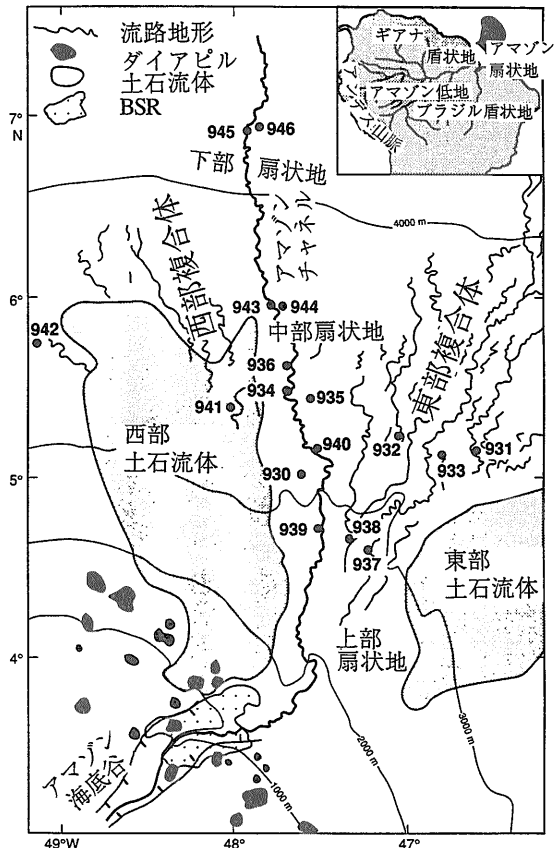 流路地形
ダイアピル
土石流体
BSR
ギアナ
盾状地
アマゾン
扇状地
アマゾン低地
ブラジル盾状地
アンデス山脈
7°
N
945
946
下部 扇状地
4000 m
アマゾン
チャネル
西部複合体
東部複合体
6°
942
943
944
中部扇状地
936
934
935
941
西部
土石流体
940
932
931
933
930
5°
939
938
937
東部
土石流体
上部
扇状地
4°
3000 m
2000 m
1000 m
アマゾン
海底谷
49°W
48°
47°